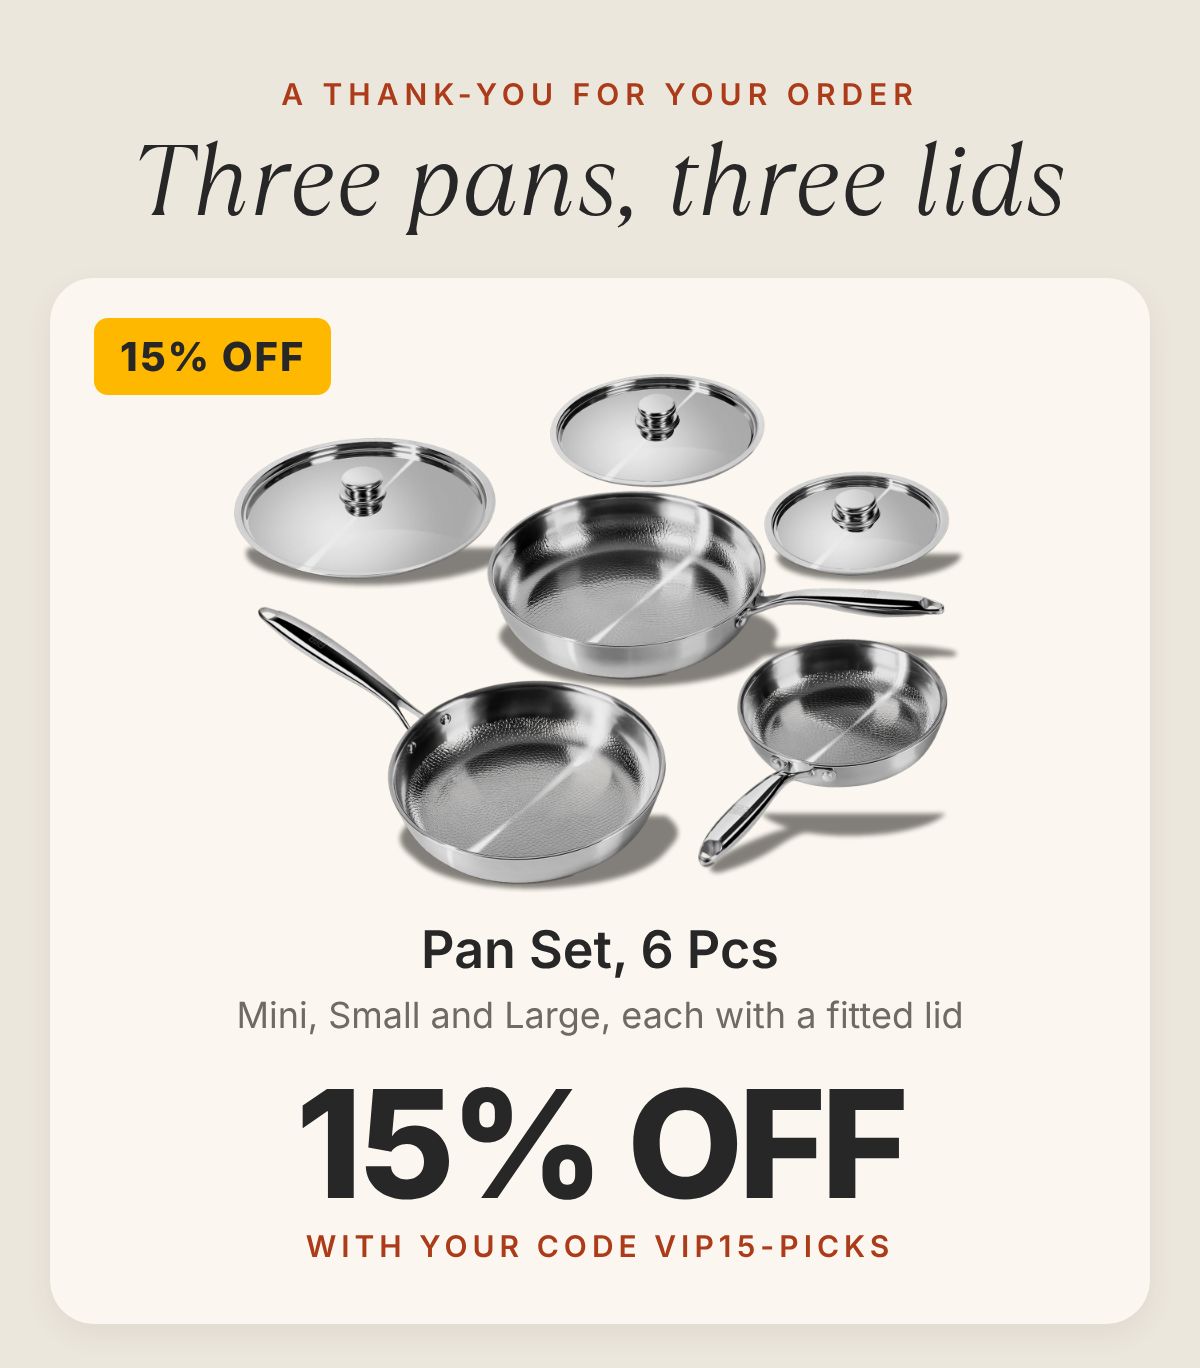 A THANK-YOU FOR YOUR ORDER
Three pans, three lids
15% OFF
Pan Set, 6 Pcs
Mini, Small and Large, each with a fitted lid
15% OFF
WITH YOUR CODE VIP15-PICKS